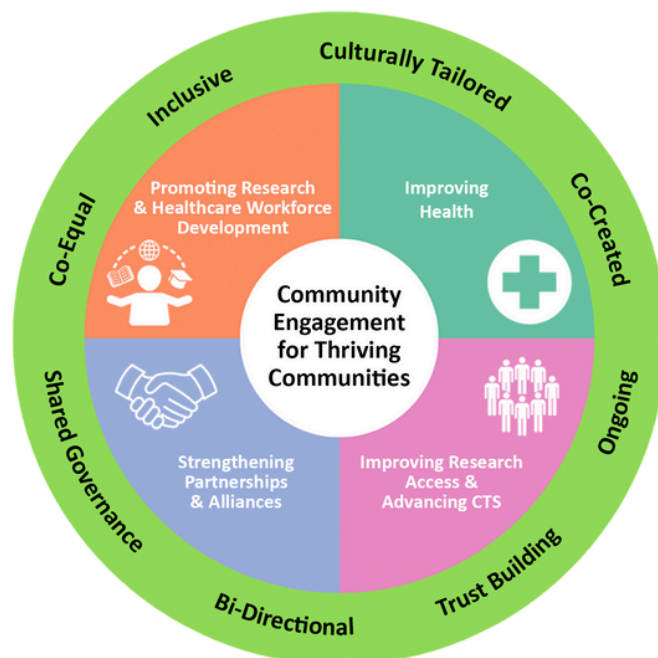 Culturally Tailored
Co-Created
Ongoing
Trust Building
Bi-Directional
Shared Governance
Co-Equal
Inclusive
Promoting Research
& Healthcare Workforce
Development
Improving
Health
Community
Engagement
for Thriving
Communities
Strengthening
Partnerships
& Alliances
Improving Research
Access &
Advancing CTS